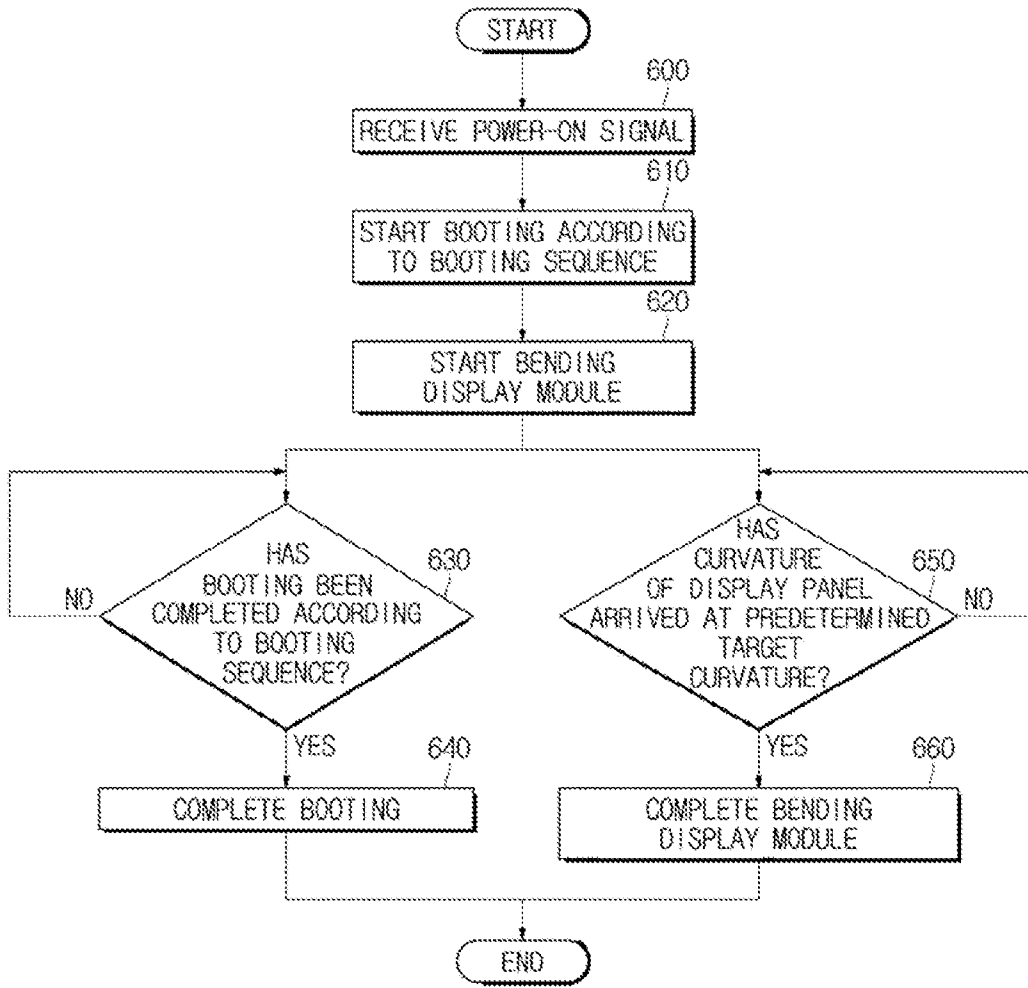 START
600
RECEIVE POWER-ON SIGNAL
610
START BOOTING ACCORDING
TO BOOTING SEQUENCE
620
START BENDING
DISPLAY MODULE
HAS
BOOTING BEEN
COMPLETED ACCORDING
TO BOOTING
SEQUENCE?
630
NO
YES
640
COMPLETE BOOTING
HAS
CURVATURE
OF DISPLAY PANEL
ARRIVED AT PREDETERMINED
TARGET
CURVATURE?
650
NO
YES
660
COMPLETE BENDING
DISPLAY MODULE
END